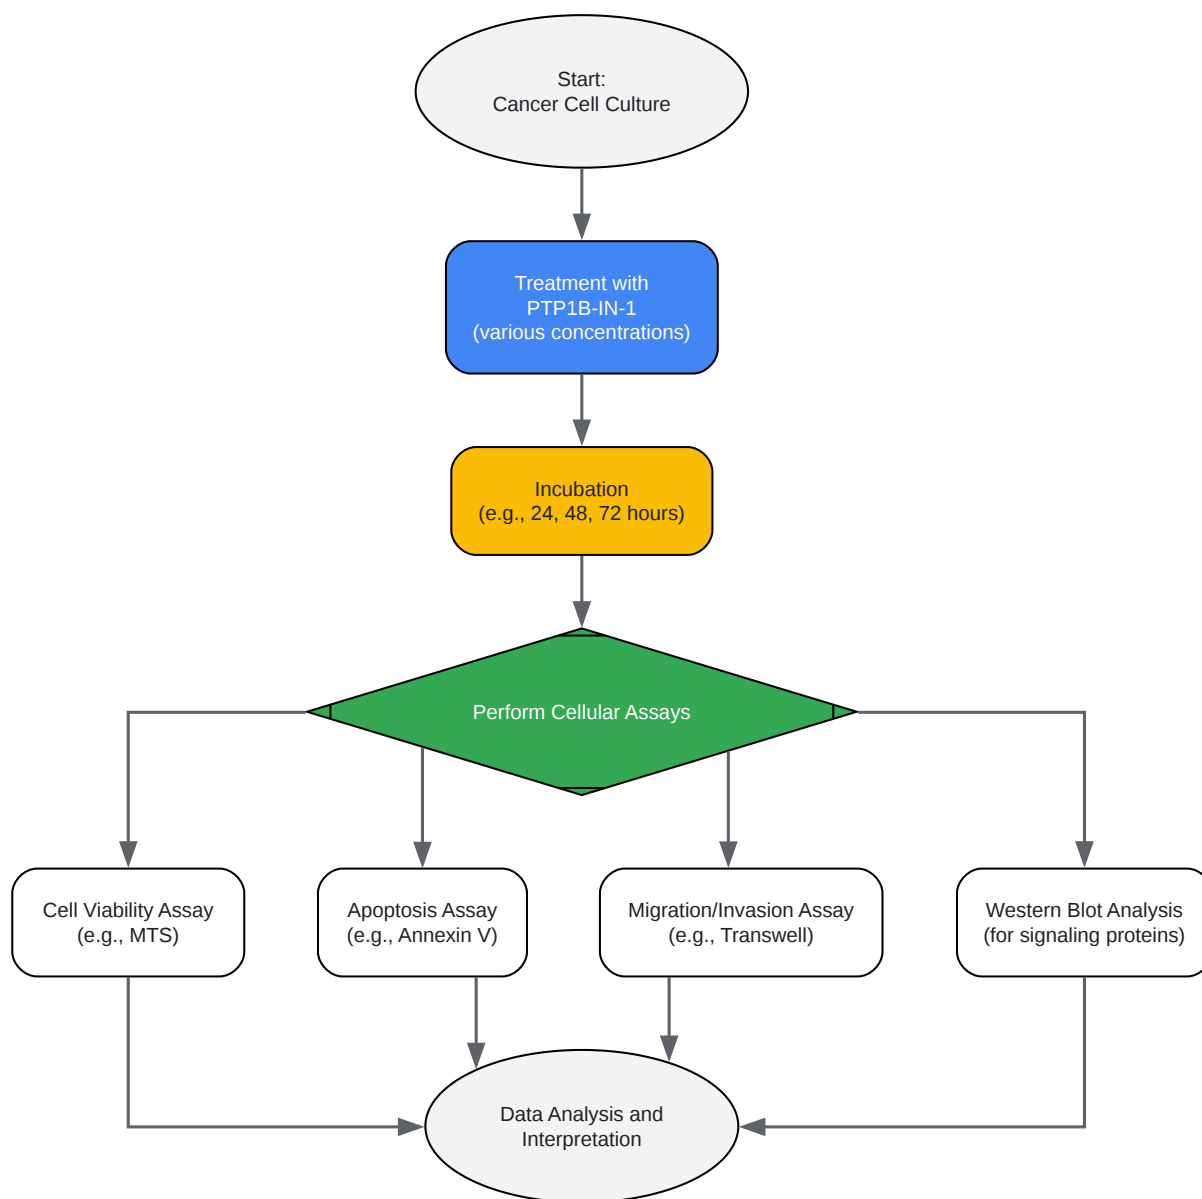 Start:
Cancer Cell Culture
Treatment with
PTP1B-IN-1
(various concentrations)
Incubation
(e.g., 24, 48, 72 hours)
Perform Cellular Assays
Cell Viability Assay
(e.g., MTS)
Apoptosis Assay
(e.g., Annexin V)
Migration/Invasion Assay
(e.g., Transwell)
Western Blot Analysis
(for signaling proteins)
Data Analysis and
Interpretation